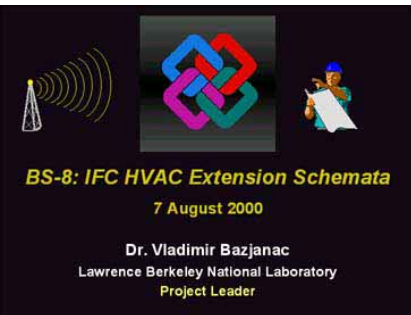 BS-8: IFC HVAC Extension Schemata
7 August 2000
Dr. Vladimir Bazjanac
Lawrence Berkeley National Laboratory
Project Leader